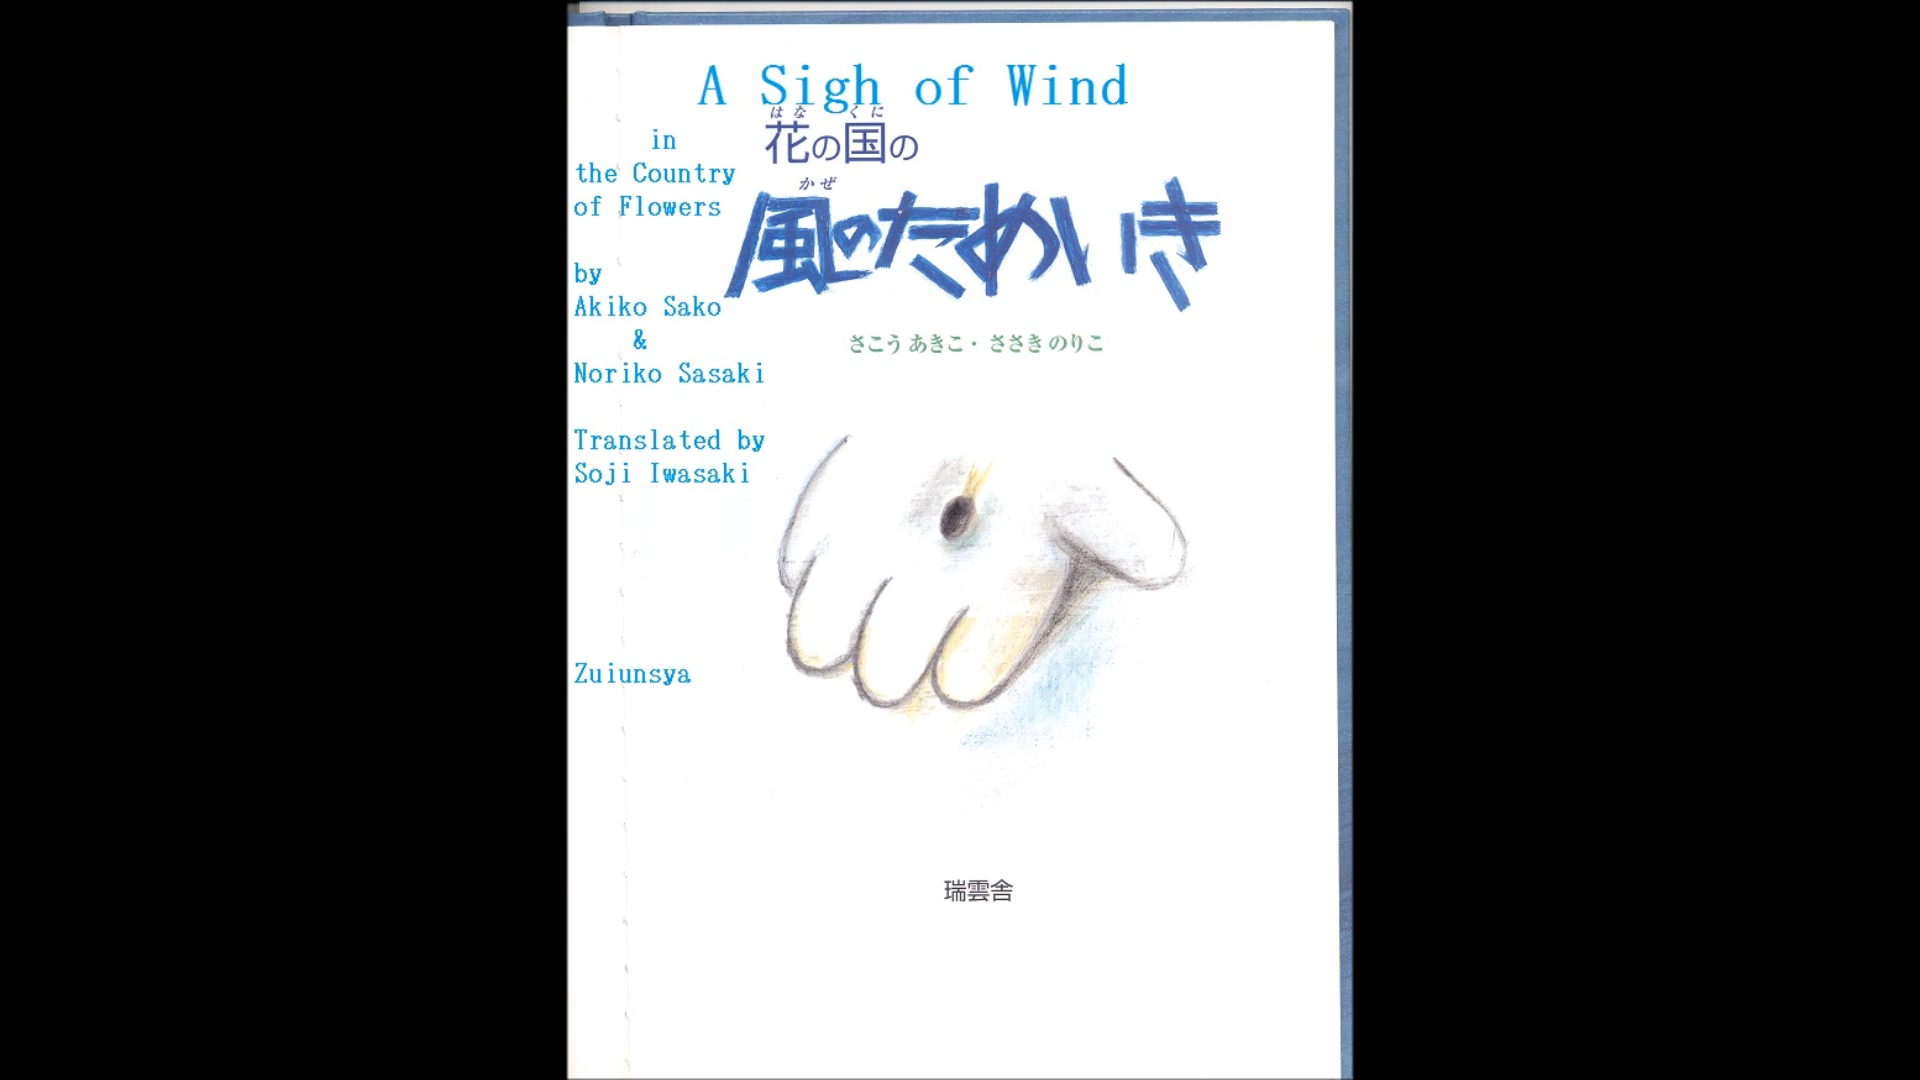 A Sigh of Wind
はな くに
花の国の
in
the Country
of Flowers
かぜ
風のためいき
by
Akiko Sako
&
Noriko Sasaki
さこう あきこ・ささき のりこ
Translated by
Soji Iwasaki
Zuiunsya
瑞雲舎